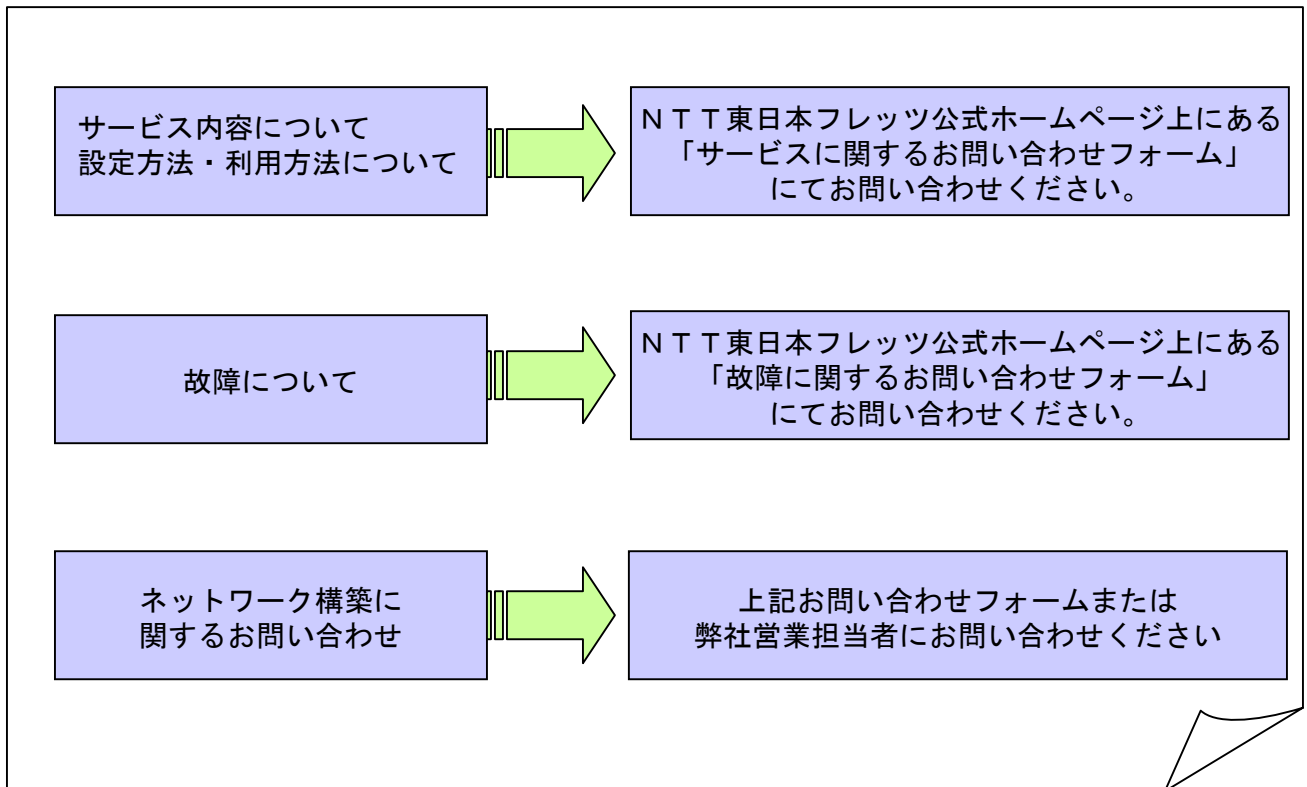 サービス内容について
設定方法・利用方法について
ＮＴＴ東日本フレッツ公式ホームページ上にある
「サービスに関するお問い合わせフォーム」
にてお問い合わせください。
故障について
ＮＴＴ東日本フレッツ公式ホームページ上にある
「故障に関するお問い合わせフォーム」
にてお問い合わせください。
ネットワーク構築に
関するお問い合わせ
上記お問い合わせフォームまたは
弊社営業担当者にお問い合わせください